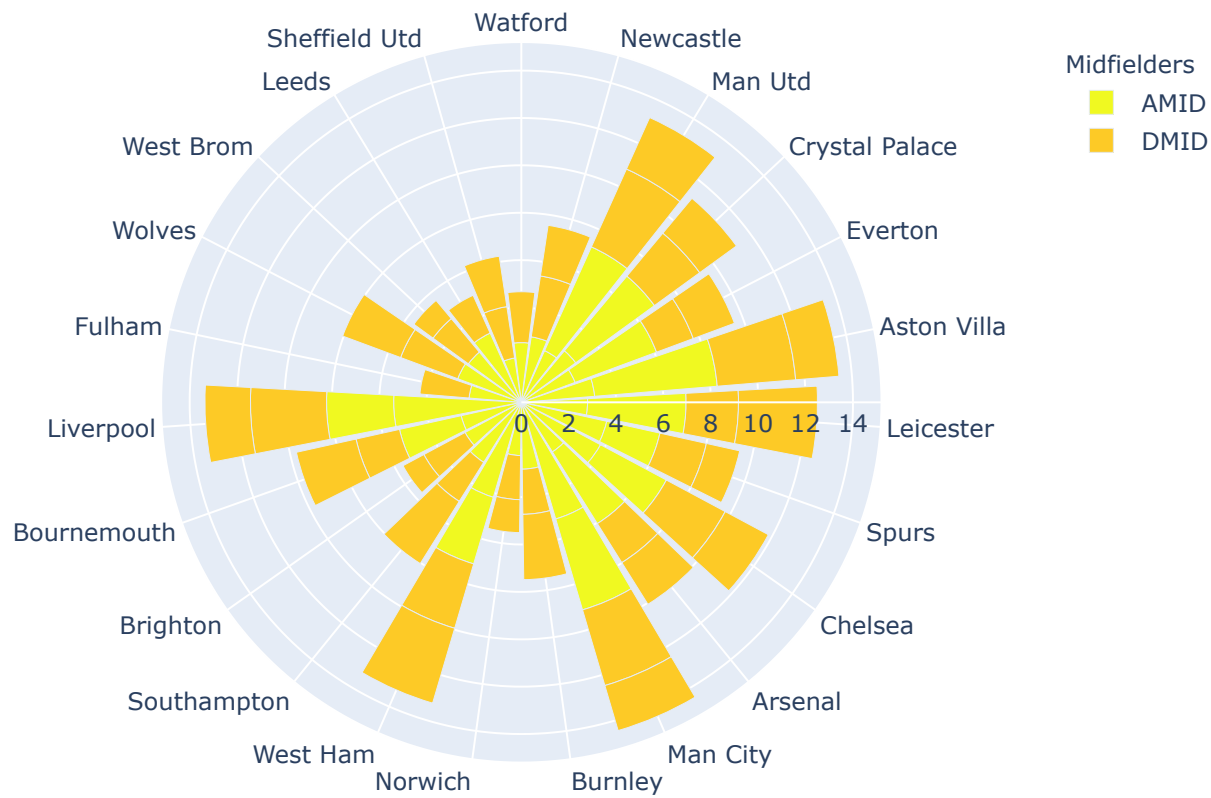 Watford
Sheffield Utd
Newcastle
Leeds
Man Utd
West Brom
Crystal Palace
Wolves
Everton
Fulham
Aston Villa
Liverpool
0 2 4 6 8 10 12 14
Leicester
Bournemouth
Spurs
Brighton
Chelsea
Southampton
Arsenal
West Ham
Man City
Norwich
Burnley
Midfielders
AMID
DMID